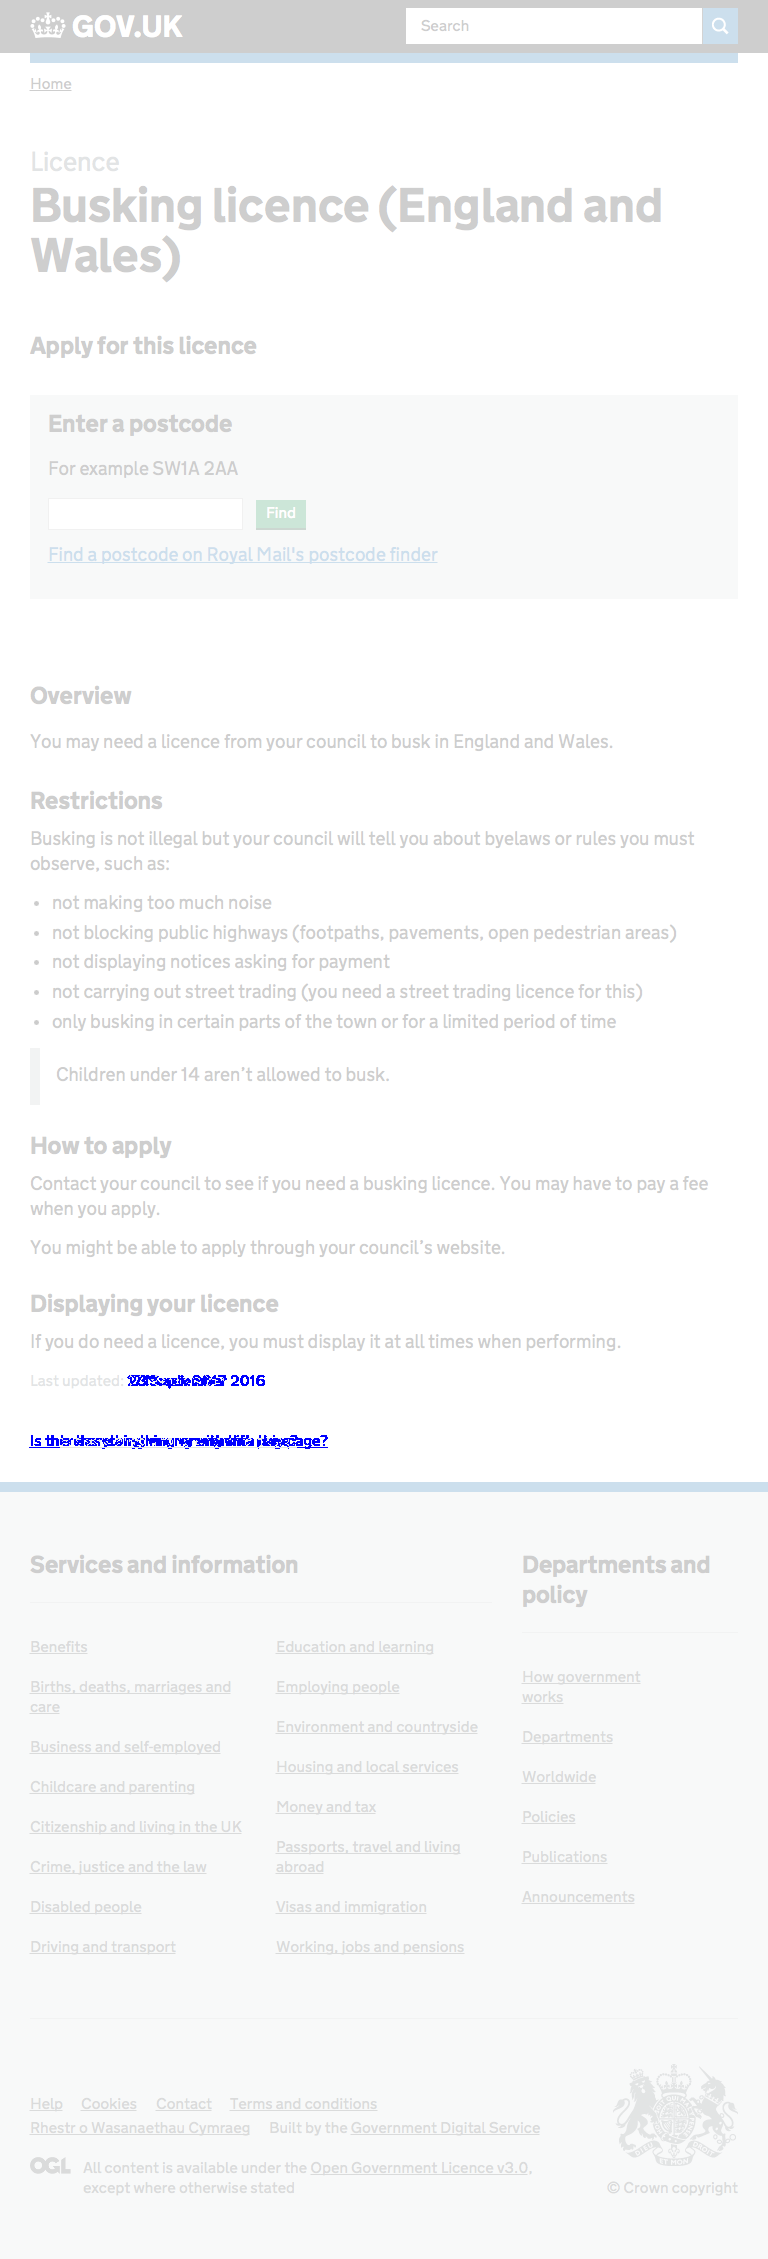 GOV.UK
Search
Home
Licence
Busking licence (England and
Wales)
Apply for this licence
Enter a postcode
For example SW1A 2AA
Find
Find a postcode on Royal Mail's postcode finder
Overview
You may need a licence from your council to busk in England and Wales.
Restrictions
Busking is not illegal but your council will tell you about byelaws or rules you must
observe, such as:
• not making too much noise
• not blocking public highways (footpaths, pavements, open pedestrian areas)
• not displaying notices asking for payment
• not carrying out street trading (you need a street trading licence for this)
• only busking in certain parts of the town or for a limited period of time
Children under 14 aren’t allowed to busk.
How to apply
Contact your council to see if you need a busking licence. You may have to pay a fee
when you apply.
You might be able to apply through your council’s website.
Displaying your licence
If you do need a licence, you must display it at all times when performing.
Last updated: 2016
Is
Services and information
Departments and
policy
Benefits
Births, deaths, marriages and
care
Business and self-employed
Childcare and parenting
Citizenship and living in the UK
Crime, justice and the law
Disabled people
Driving and transport
Education and learning
Employing people
Environment and countryside
Housing and local services
Money and tax
Passports, travel and living
abroad
Visas and immigration
Working, jobs and pensions
How government
works
Departments
Worldwide
Policies
Publications
Announcements
Help Cookies Contact Terms and conditions
Rhestr o Wasanaethau Cymraeg Built by the Government Digital Service
OGL All content is available under the Open Government Licence v3.0,
except where otherwise stated
© Crown copyright